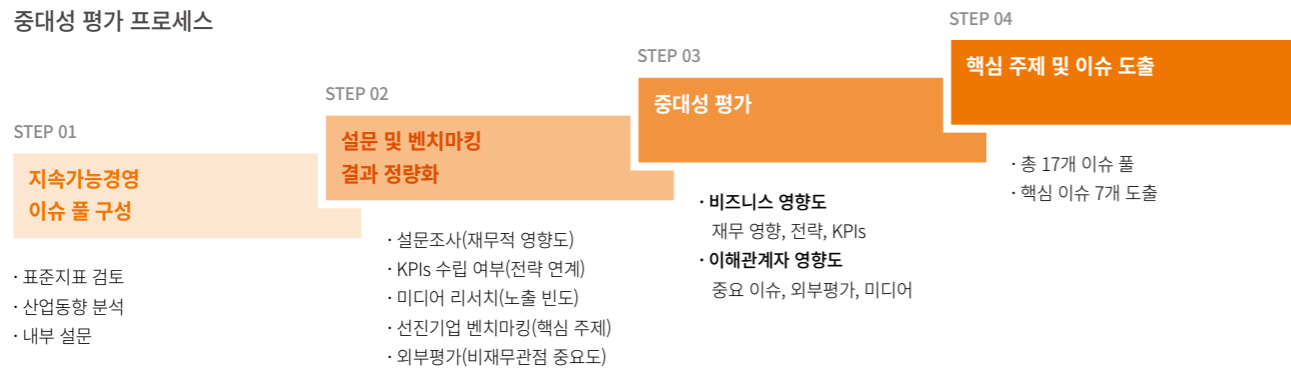 중대성 평가 프로세스
STEP 01
지속가능경영
이슈 풀 구성
· 표준지표 검토
· 산업동향 분석
· 내부 설문
STEP 02
설문 및 벤치마킹
결과 정량화
· 설문조사(재무적 영향도)
· KPIs 수립 여부(전략 연계)
· 미디어 리서치(노출 빈도)
· 선진기업 벤치마킹(핵심 주제)
· 외부평가(비재무관점 중요도)
STEP 03
중대성 평가
· 비즈니스 영향도
재무 영향, 전략, KPIs
· 이해관계자 영향도
중요 이슈, 외부평가, 미디어
STEP 04
핵심 주제 및 이슈 도출
· 총 17개 이슈 풀
· 핵심 이슈 7개 도출